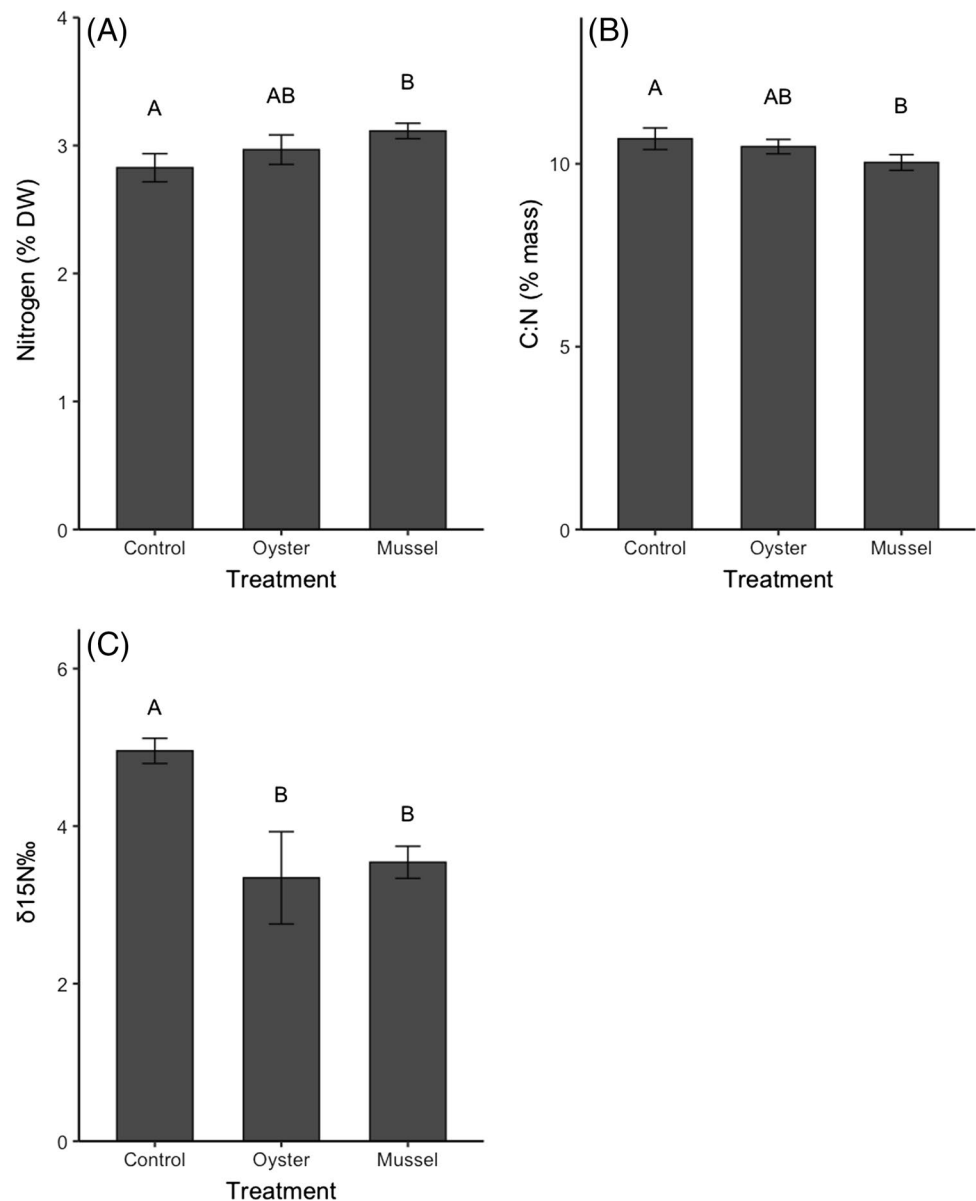 (A)
4
3
2
1
0
Nitrogen (% DW)
A
AB
B
Control Oyster Mussel
Treatment
(B)
10
5
0
C:N (% mass)
A
AB
B
Control Oyster Mussel
Treatment
(C)
6
4
2
0
δ15N‰
A
B
B
Control Oyster Mussel
Treatment